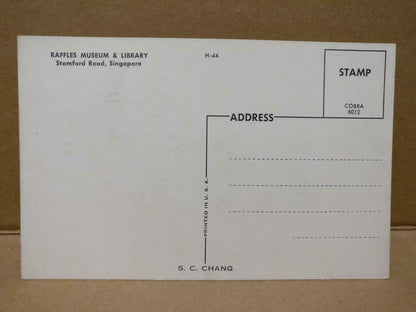 RAFFLES MUSEUM & LIBRARY
Stamford Road, Singapore
H-44
STAMP
COBRA
6012
ADDRESS
PRINTED IN U. S. A.
S. C. CHANG